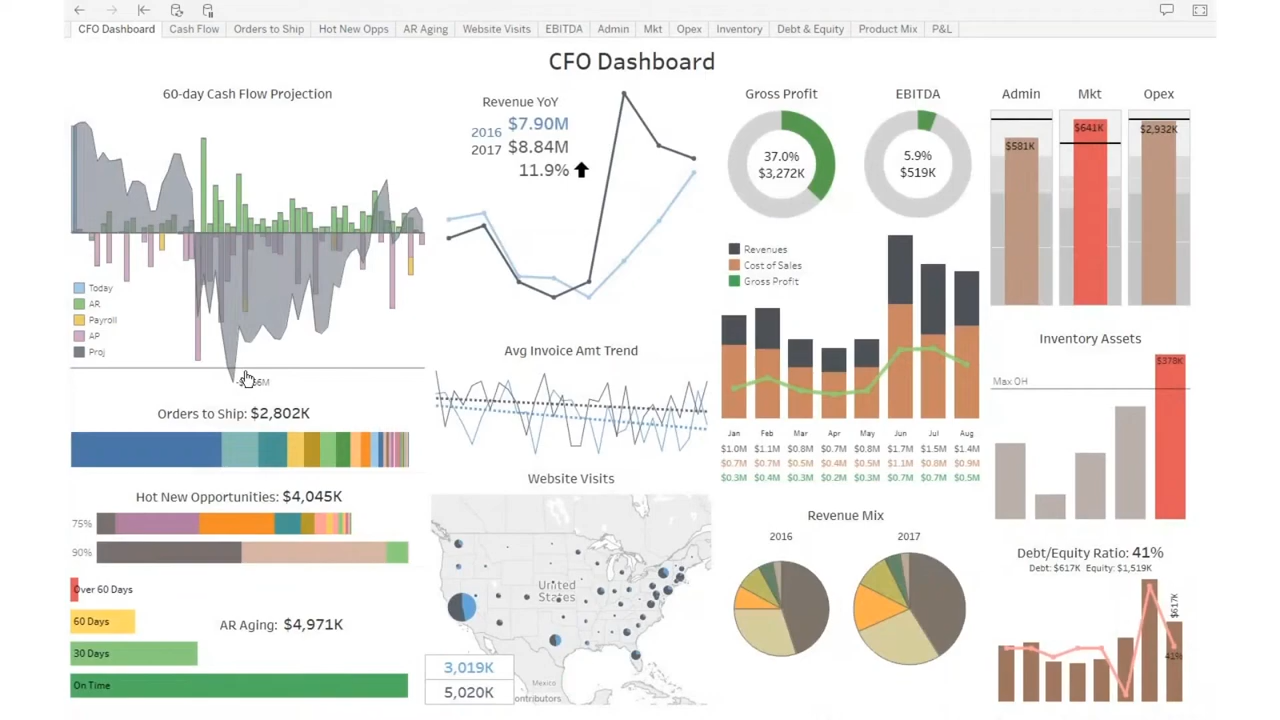 CFO Dashboard
Cash Flow
Orders to Ship
Hot New Opps
AR Aging
Website Visits
EBITDA
Admin
Mkt
Opex
Inventory
Debt & Equity
Product Mix
P&L
CFO Dashboard
60-day Cash Flow Projection
Today
AR
Payroll
AP
Proj
Orders to Ship: $2,802K
Hot New Opportunities: $4,045K
75%
90%
Over 60 Days
60 Days
AR Aging: $4,971K
30 Days
On Time
Revenue YoY
2016 $7.90M
2017 $8.84M
11.9%
Avg Invoice Amt Trend
Website Visits
United
States
Mexico
ontributors
3,019K
5,020K
Gross Profit
37.0%
$3,272K
EBITDA
5.9%
$519K
Revenues
Cost of Sales
Gross Profit
Jan Feb Mar Apr May Jun Jul Aug
$1.0M $1.1M $0.8M $0.7M $0.8M $1.7M $1.5M $1.4M
$0.7M $0.7M $0.5M $0.4M $0.5M $1.1M $0.8M $0.9M
$0.3M $0.4M $0.3M $0.2M $0.3M $0.7M $0.7M $0.5M
Revenue Mix
2016
2017
Admin
Mkt
Opex
$581K
$641K
$2,932K
Inventory Assets
Max OH
$378K
Debt/Equity Ratio: 41%
Debt: $617K Equity: $1,519K
$617K
41%